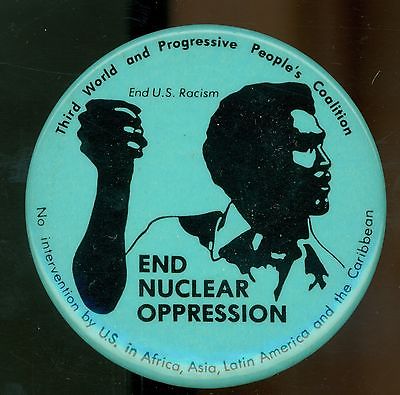 Third World and Progressive People's Coalition
End U.S. Racism
END
NUCLEAR
OPPRESSION
No intervention by U.S. in Africa, Asia, Latin America and the Caribbean